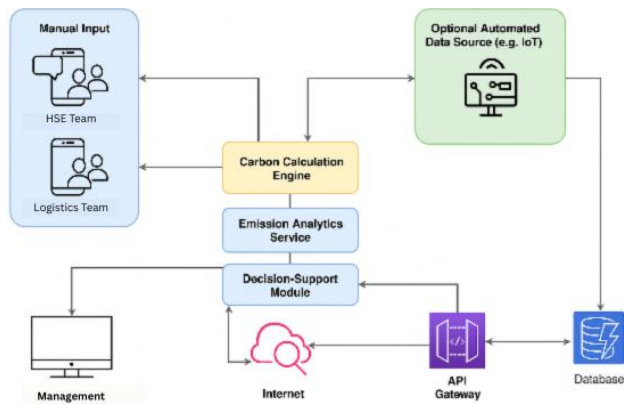 Manual Input
HSE Team
Logistics Team
Optional Automated
Data Source (e.g. IoT)
Carbon Calculation
Engine
Emission Analytics
Service
Decision-Support
Module
Management
Internet
API
Gateway
Database